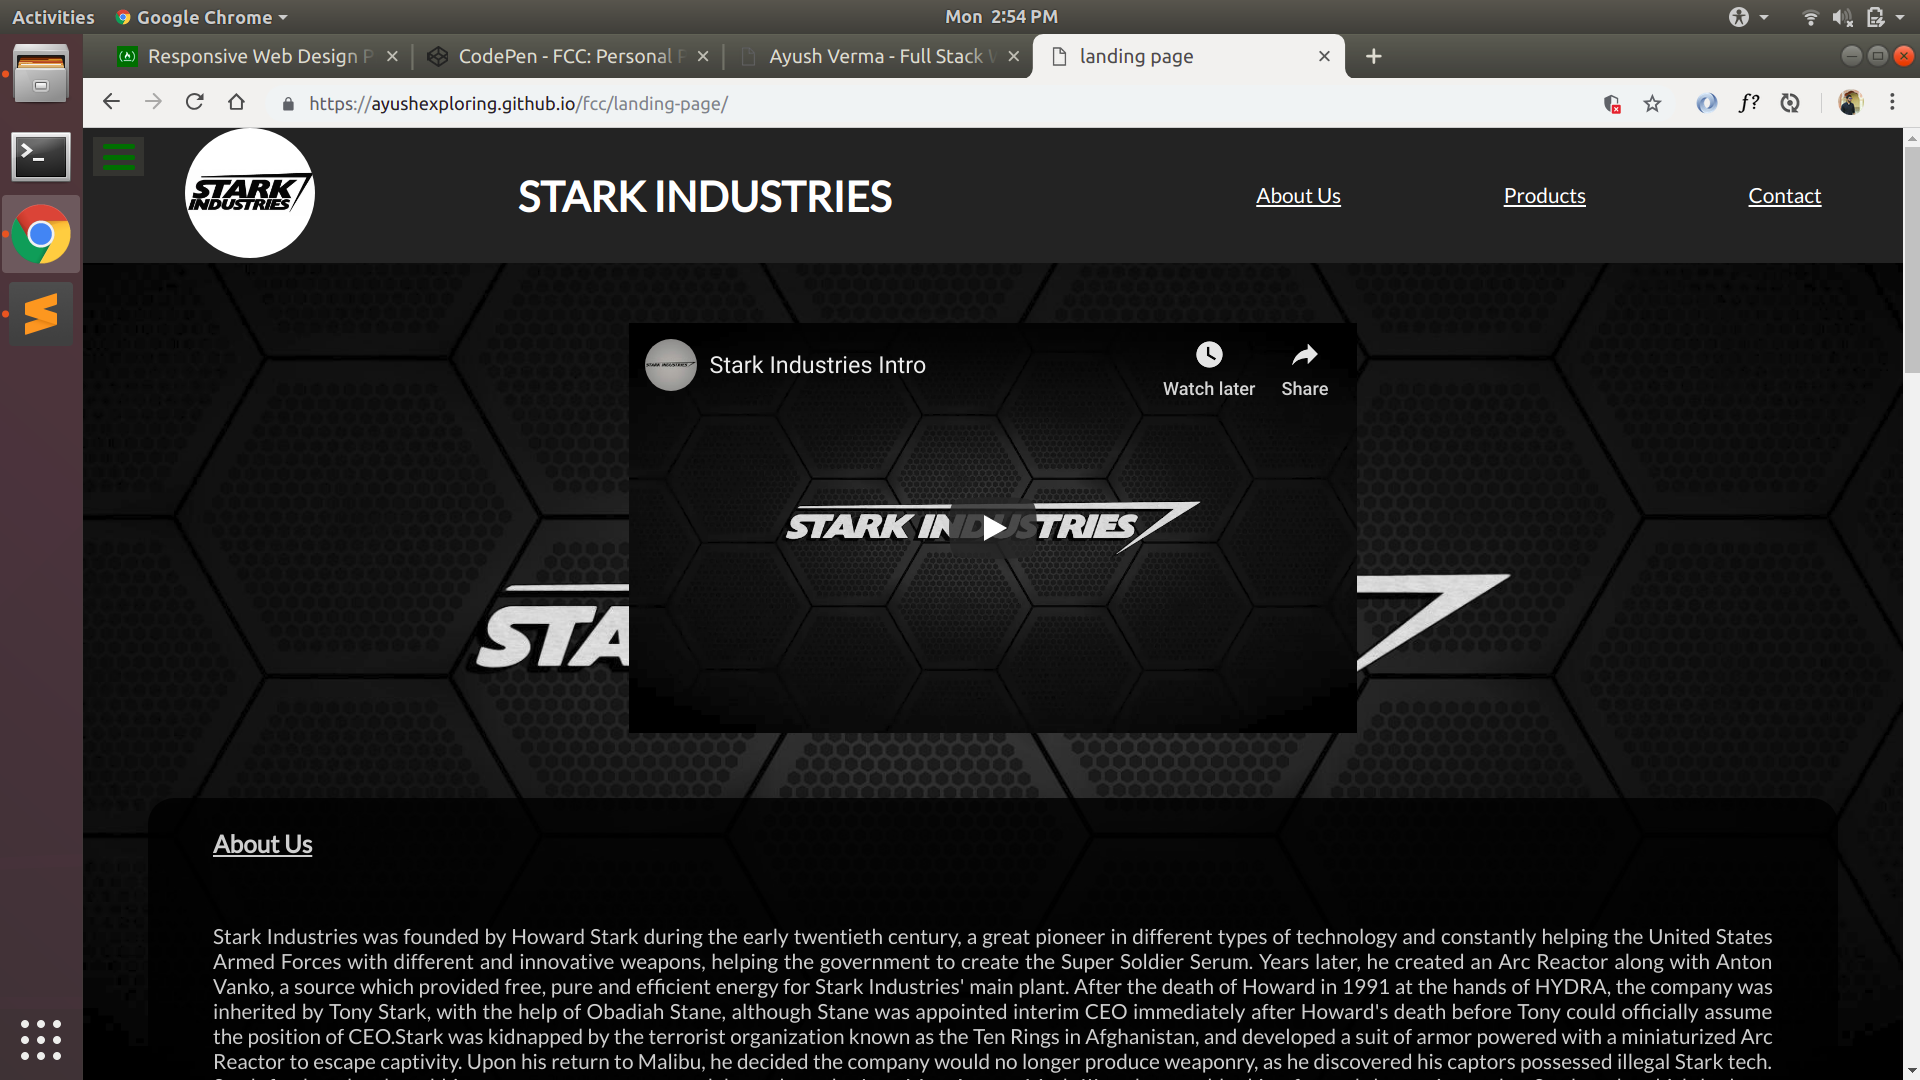 Activities Google Chrome Mon 2:54 PM
Responsive Web Design P CodePen - FCC: Personal P Ayush Verma - Full Stack W landing page
https://ayushexploring.github.io/fcc/landing-page/ f?
STARK INDUSTRIES
STARK INDUSTRIES About Us Products Contact
STARK INDUSTRIES Stark Industries Intro Watch later Share
STARK INDUSTRIES
STA
About Us
Stark Industries was founded by Howard Stark during the early twentieth century, a great pioneer in different types of technology and constantly helping the United States
Armed Forces with different and innovative weapons, helping the government to create the Super Soldier Serum. Years later, he created an Arc Reactor along with Anton
Vanko, a source which provided free, pure and efficient energy for Stark Industries' main plant. After the death of Howard in 1991 at the hands of HYDRA, the company was
inherited by Tony Stark, with the help of Obadiah Stane, although Stane was appointed interim CEO immediately after Howard's death before Tony could officially assume
the position of CEO.Stark was kidnapped by the terrorist organization known as the Ten Rings in Afghanistan, and developed a suit of armor powered with a miniaturized Arc
Reactor to escape captivity. Upon his return to Malibu, he decided the company would no longer produce weaponry, as he discovered his captors possessed illegal Stark tech.